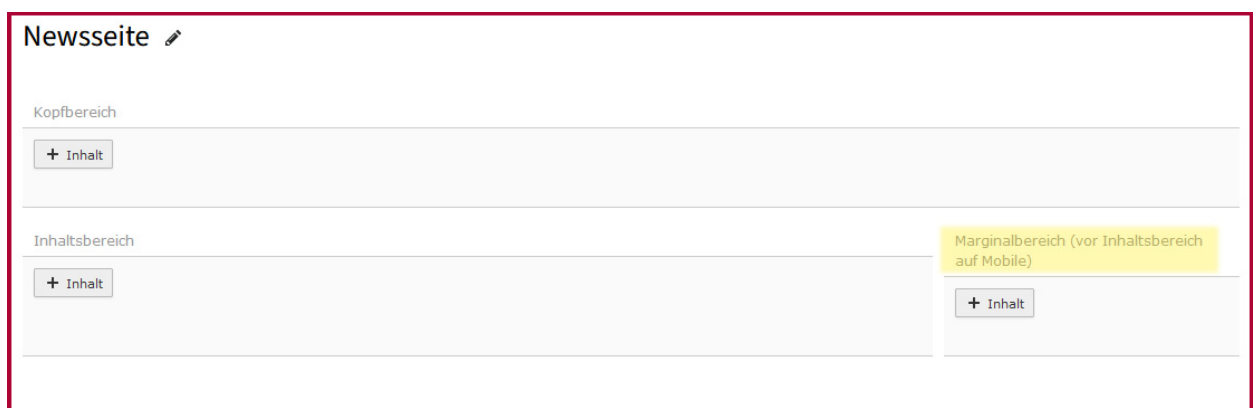 Newsseite
Kopfbereich
+ Inhalt
Inhaltsbereich
Marginalbereich (vor Inhaltsbereich
auf Mobile)
+ Inhalt
+ Inhalt